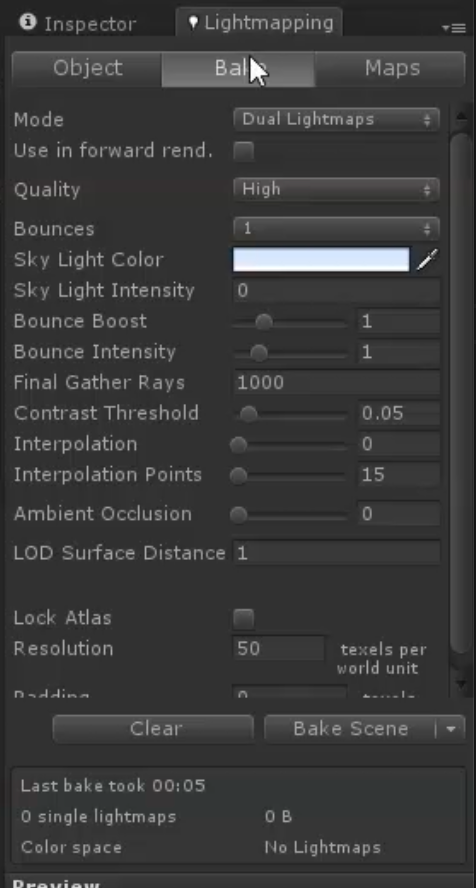 Inspector Lightmapping
Object Bake Maps
Mode Dual Lightmaps
Use in forward rend.
Quality High
Bounces 1
Sky Light Color
Sky Light Intensity 0
Bounce Boost 1
Bounce Intensity 1
Final Gather Rays 1000
Contrast Threshold 0.05
Interpolation 0
Interpolation Points 15
Ambient Occlusion 0
LOD Surface Distance 1
Lock Atlas
Resolution 50 texels per
world unit
Padding 0 texels
Clear Bake Scene
Last bake took 00:05
0 single lightmaps 0 B
Color space No Lightmaps
Preview